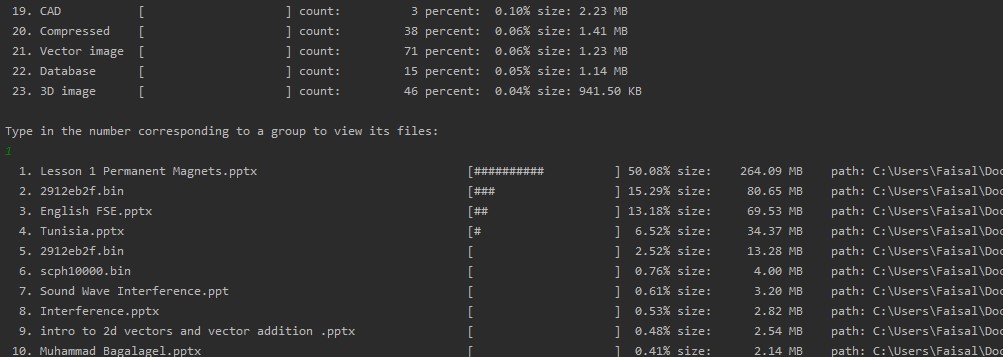 19. CAD [ ] count: 3 percent: 0.10% size: 2.23 MB
20. Compressed [ ] count: 38 percent: 0.06% size: 1.41 MB
21. Vector image [ ] count: 71 percent: 0.06% size: 1.23 MB
22. Database [ ] count: 15 percent: 0.05% size: 1.14 MB
23. 3D image [ ] count: 46 percent: 0.04% size: 941.50 KB
Type in the number corresponding to a group to view its files:
1
1. Lesson 1 Permanent Magnets.pptx [########## ] 50.08% size: 264.09 MB path: C:\Users\Faisal\Doc
2. 2912eb2f.bin [### ] 15.29% size: 80.65 MB path: C:\Users\Faisal\Doc
3. English FSE.pptx [## ] 13.18% size: 69.53 MB path: C:\Users\Faisal\Doc
4. Tunisia.pptx [# ] 6.52% size: 34.37 MB path: C:\Users\Faisal\Doc
5. 2912eb2f.bin [ ] 2.52% size: 13.28 MB path: C:\Users\Faisal\Doc
6. scph10000.bin [ ] 0.76% size: 4.00 MB path: C:\Users\Faisal\Doc
7. Sound Wave Interference.ppt [ ] 0.61% size: 3.20 MB path: C:\Users\Faisal\Doc
8. Interference.pptx [ ] 0.53% size: 2.82 MB path: C:\Users\Faisal\Doc
9. intro to 2d vectors and vector addition .pptx [ ] 0.48% size: 2.54 MB path: C:\Users\Faisal\Doc
10. Muhammad Bagalagel.pptx [ ] 0.41% size: 2.14 MB path: C:\Users\Faisal\Doc